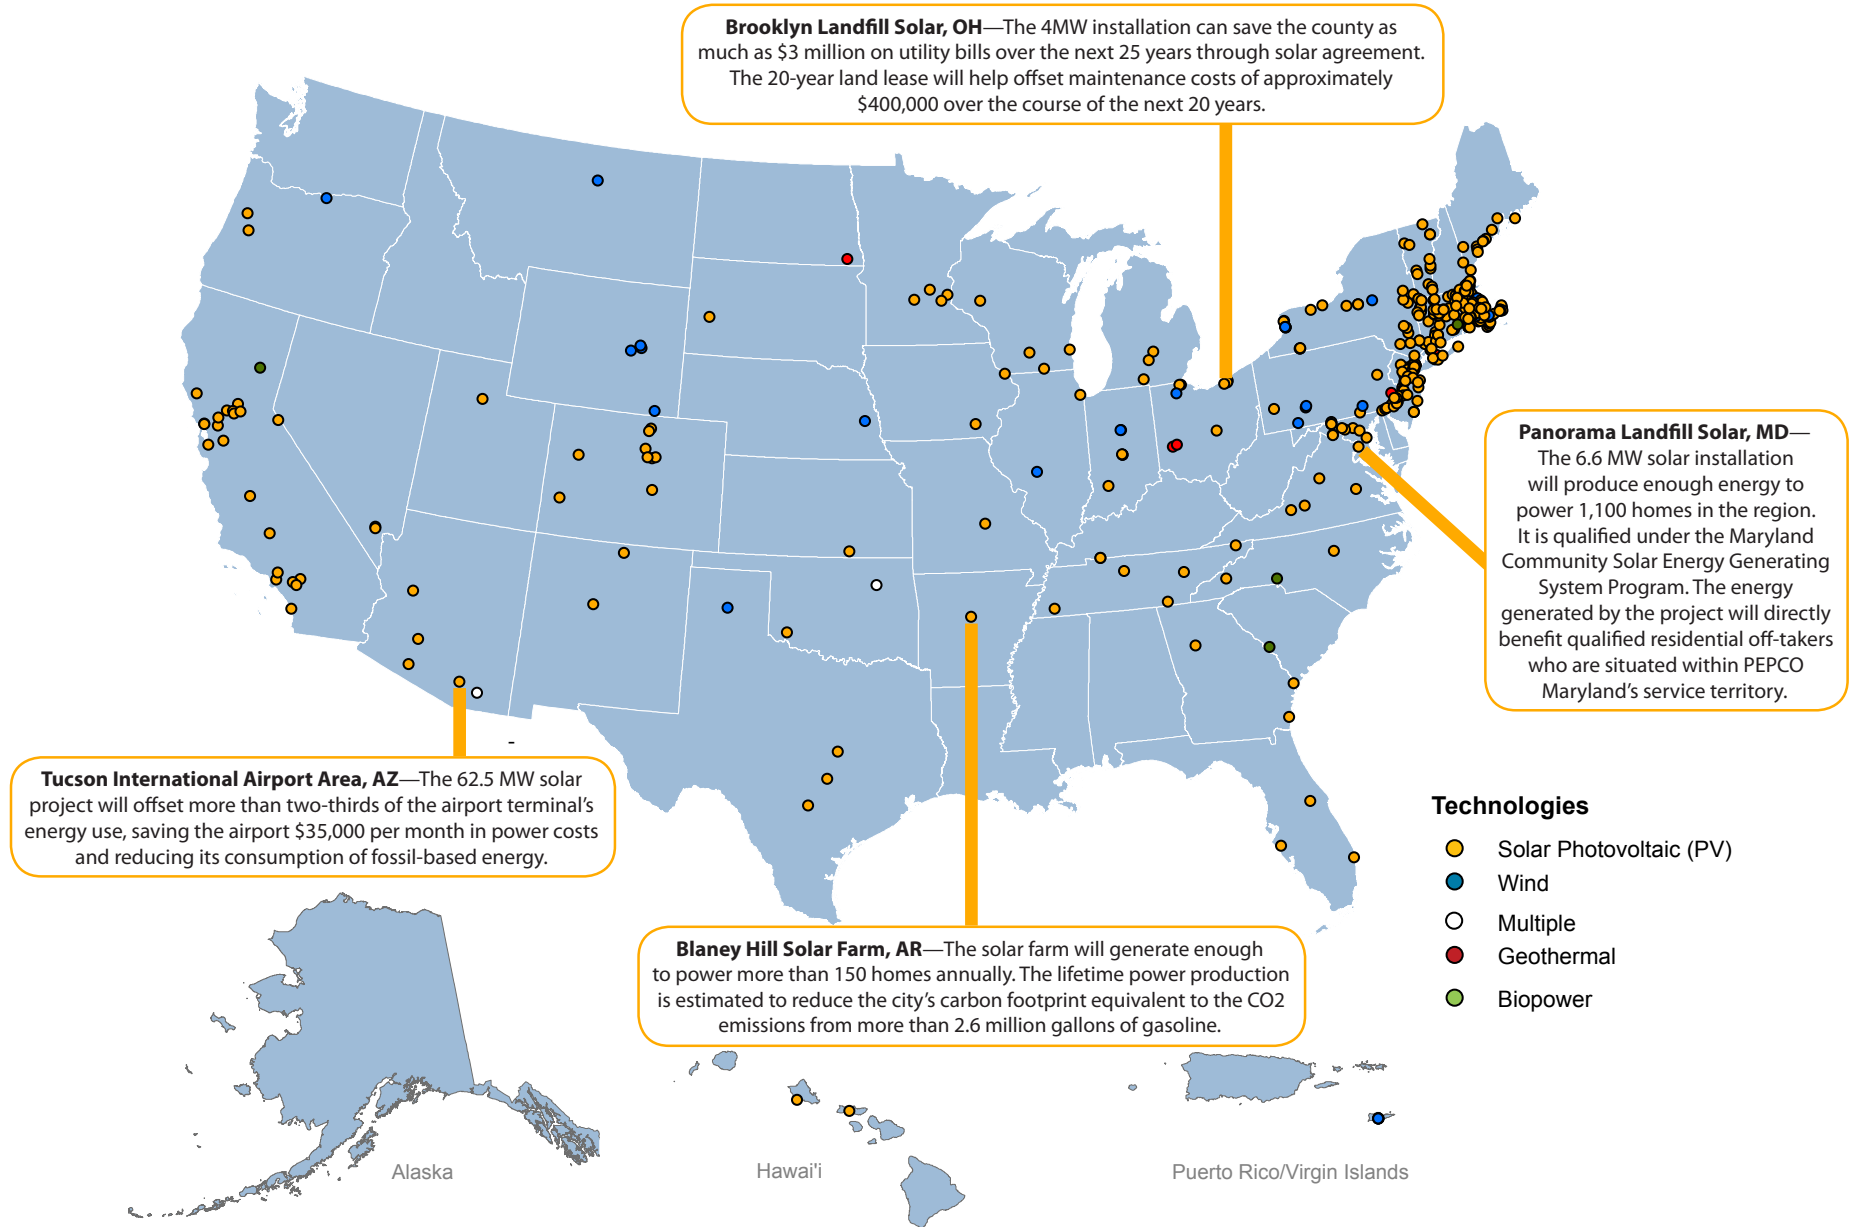 Brooklyn Landfill Solar, OH—The 4MW installation can save the county as
much as $3 million on utility bills over the next 25 years through solar agreement.
The 20-year land lease will help offset maintenance costs of approximately
$400,000 over the course of the next 20 years.
Panorama Landfill Solar, MD—
The 6.6 MW solar installation
will produce enough energy to
power 1,100 homes in the region.
It is qualified under the Maryland
Community Solar Energy Generating
System Program. The energy
generated by the project will directly
benefit qualified residential off-takers
who are situated within PEPCO
Maryland's service territory.
-
Tucson International Airport Area, AZ—The 62.5 MW solar
project will offset more than two-thirds of the airport terminal's
energy use, saving the airport $35,000 per month in power costs
and reducing its consumption of fossil-based energy.
Technologies
Solar Photovoltaic (PV)
Wind
Multiple
Geothermal
Biopower
Blaney Hill Solar Farm, AR—The solar farm will generate enough
to power more than 150 homes annually. The lifetime power production
is estimated to reduce the city's carbon footprint equivalent to the CO2
emissions from more than 2.6 million gallons of gasoline.
Alaska
Hawai'i
Puerto Rico/Virgin Islands